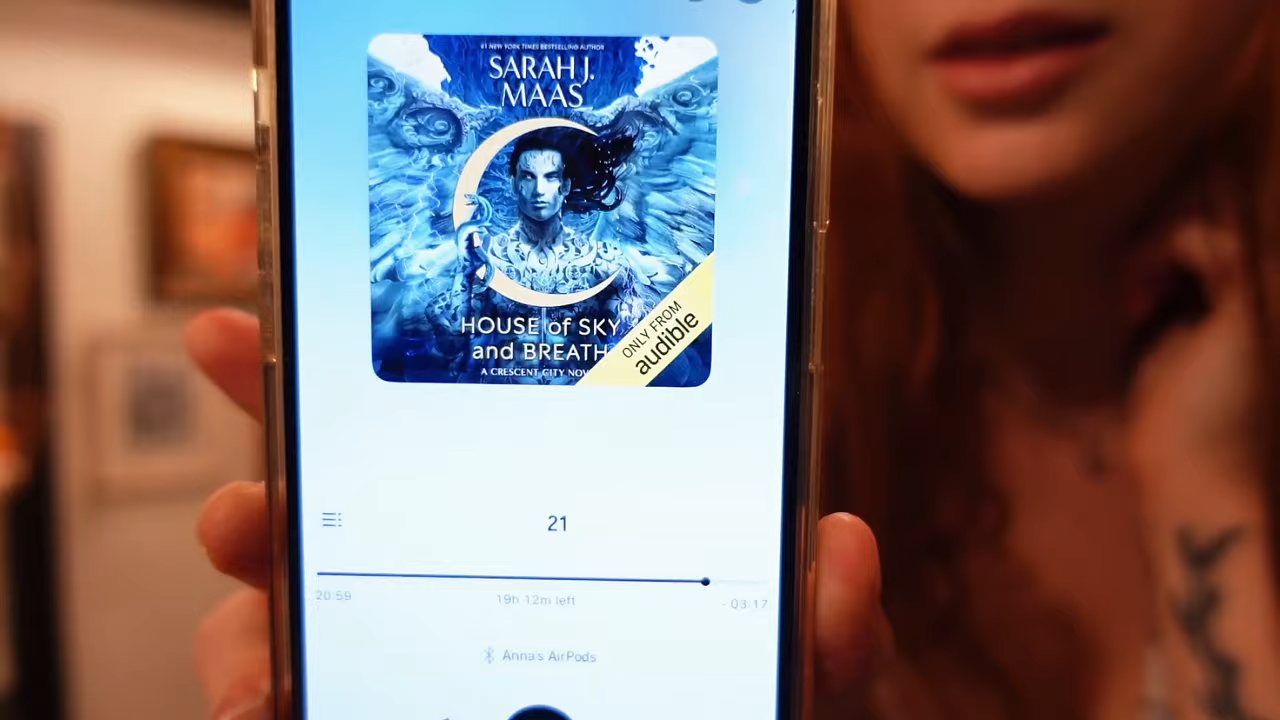 #1 NEW YORK TIMES BESTSELLING AUTHOR
SARAH J.
MAAS
HOUSE of SKY
and BREATH
A CRESCENT CITY
ONLY FROM
audible
21
20:59
19h 12m left
- 03:17
Anna's AirPods